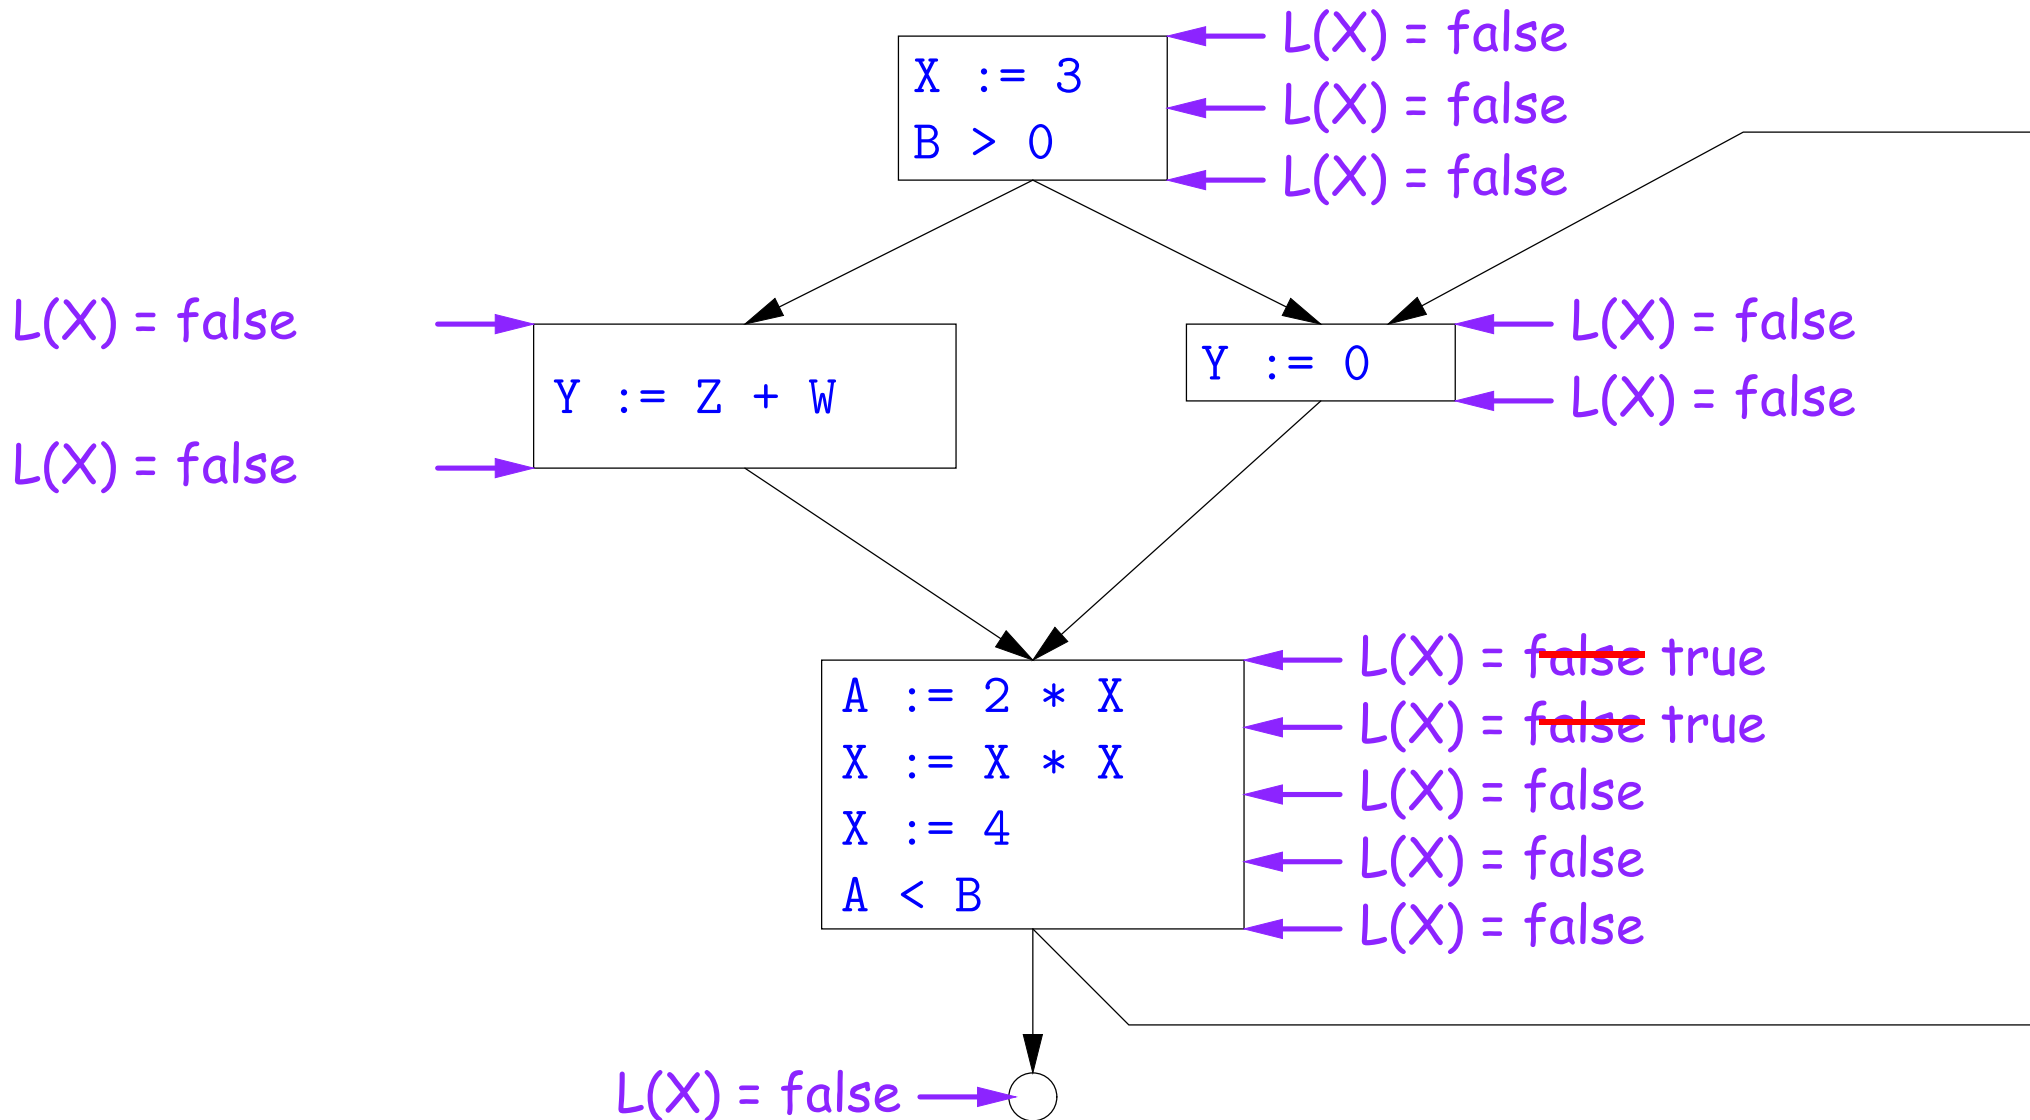 L(X) = false
X := 3
L(X) = false
B > 0
L(X) = false
L(X) = false
L(X) = false
Y := 0
Y := Z + W
L(X) = false
L(X) = false
L(X) = false true
A := 2 * X
L(X) = false true
X := X * X
L(X) = false
X := 4
L(X) = false
A < B
L(X) = false
L(X) = false